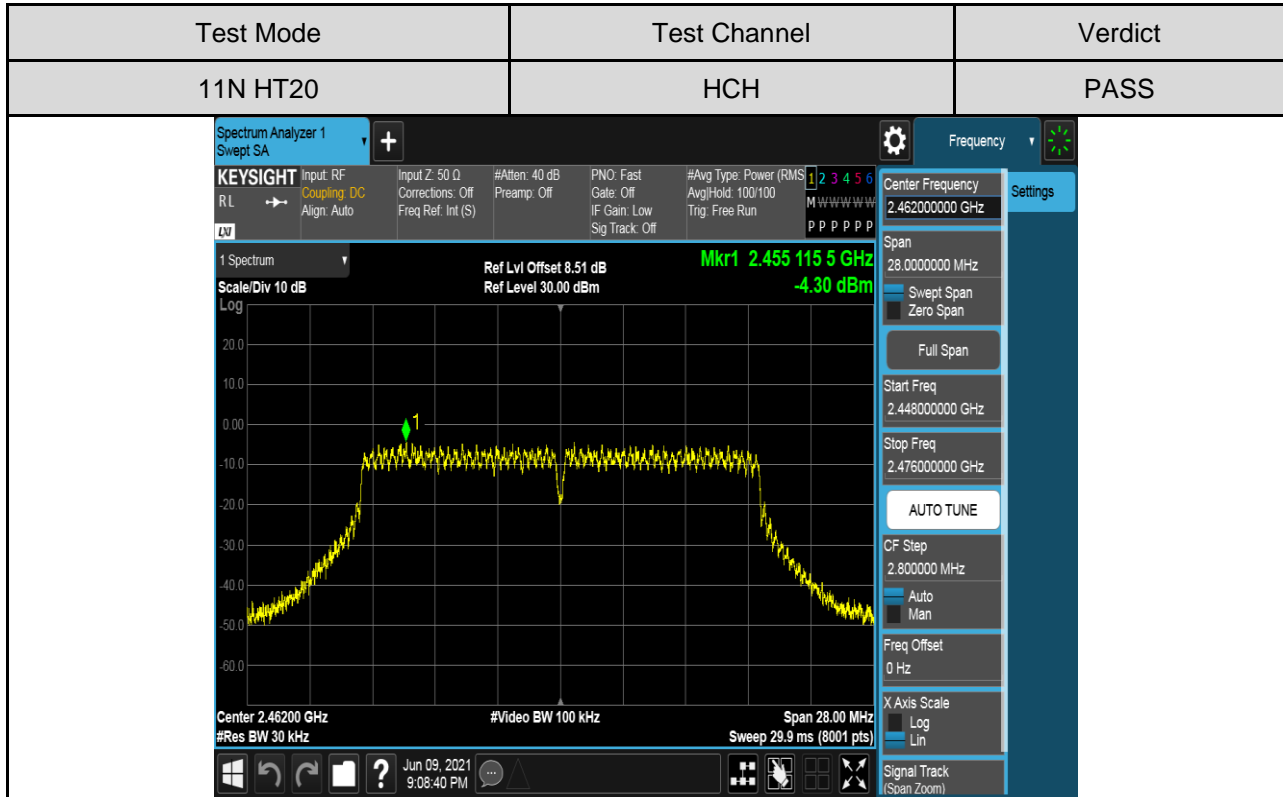 Test Mode Test Channel Verdict
11N HT20 HCH PASS
Spectrum Analyzer 1
Swept SA
Frequency
KEYSIGHT
RL
LXI
Input: RF
Coupling: DC
Align: Auto
Input Z: 50 Ω
Corrections: Off
Freq Ref: Int (S)
#Atten: 40 dB
Preamp: Off
PNO: Fast
Gate: Off
IF Gain: Low
Sig Track: Off
#Avg Type: Power (RMS
Avg|Hold: 100/100
Trig: Free Run
1 2 3 4 5 6
M W W W W W
P P P P P P
1 Spectrum
Scale/Div 10 dB
Ref Lvl Offset 8.51 dB
Ref Level 30.00 dBm
Mkr1 2.455 115 5 GHz
-4.30 dBm
Log
20.0
10.0
0.00
-10.0
-20.0
-30.0
-40.0
-50.0
-60.0
1
Center 2.46200 GHz
#Res BW 30 kHz
#Video BW 100 kHz
Span 28.00 MHz
Sweep 29.9 ms (8001 pts)
Center Frequency
2.462000000 GHz
Settings
Span
28.0000000 MHz
Swept Span
Zero Span
Full Span
Start Freq
2.448000000 GHz
Stop Freq
2.476000000 GHz
AUTO TUNE
CF Step
2.800000 MHz
Auto
Man
Freq Offset
0 Hz
X Axis Scale
Log
Lin
Signal Track
(Span Zoom)
?
Jun 09, 2021
9:08:40 PM